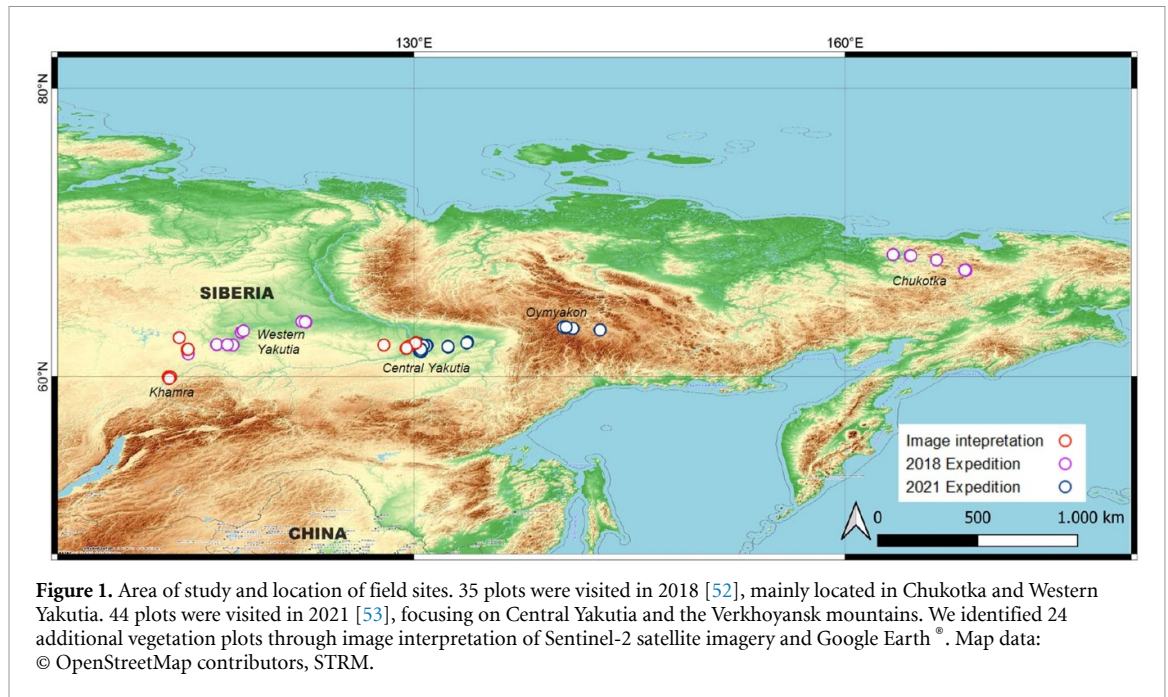 130°E
160°E
80°N
60°N
SIBERIA
Western
Yakutia
Khamra
Central Yakutia
Oymyakon
Chukotka
CHINA
Image intepretation
2018 Expedition
2021 Expedition
0 500 1.000 km
Figure 1. Area of study and location of field sites. 35 plots were visited in 2018 [52], mainly located in Chukotka and Western
Yakutia. 44 plots were visited in 2021 [53], focusing on Central Yakutia and the Verkhoyansk mountains. We identified 24
additional vegetation plots through image interpretation of Sentinel-2 satellite imagery and Google Earth ®. Map data:
© OpenStreetMap contributors, STRM.